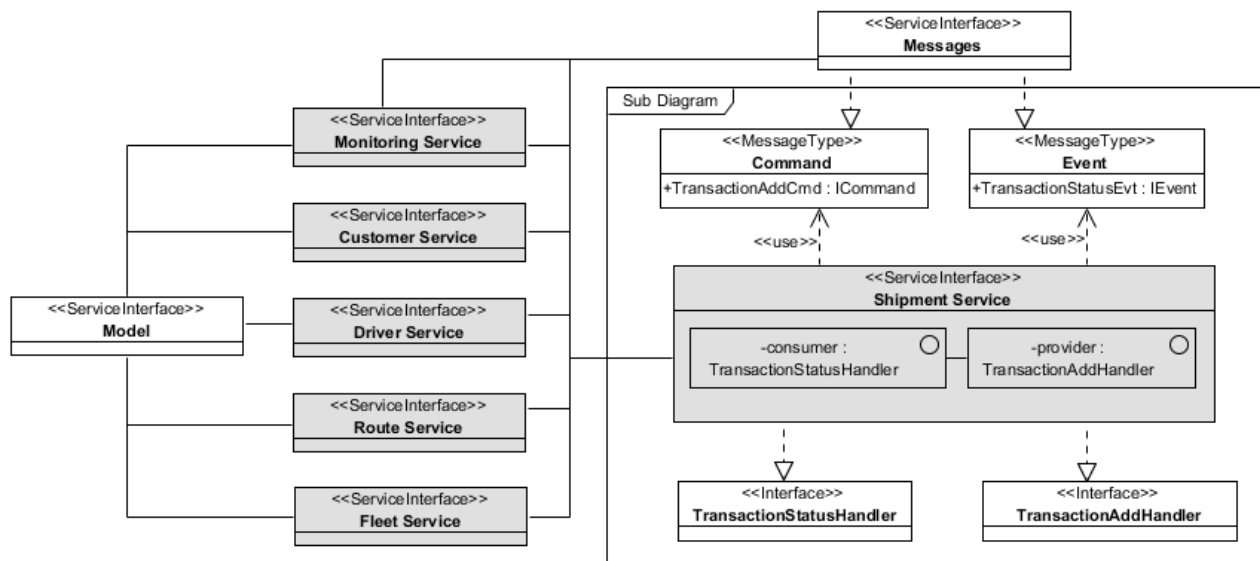 <<ServiceInterface>>
Messages
Sub Diagram
<<ServiceInterface>>
Monitoring Service
<<MessageType>>
Command
+TransactionAddCmd : ICommand
<<MessageType>>
Event
+TransactionStatusEvt : IEvent
<<ServiceInterface>>
Customer Service
<<use>>
<<use>>
<<ServiceInterface>>
Model
<<ServiceInterface>>
Driver Service
<<ServiceInterface>>
Shipment Service
-consumer :
TransactionStatusHandler
-provider :
TransactionAddHandler
<<ServiceInterface>>
Route Service
<<ServiceInterface>>
Fleet Service
<<Interface>>
TransactionStatusHandler
<<Interface>>
TransactionAddHandler